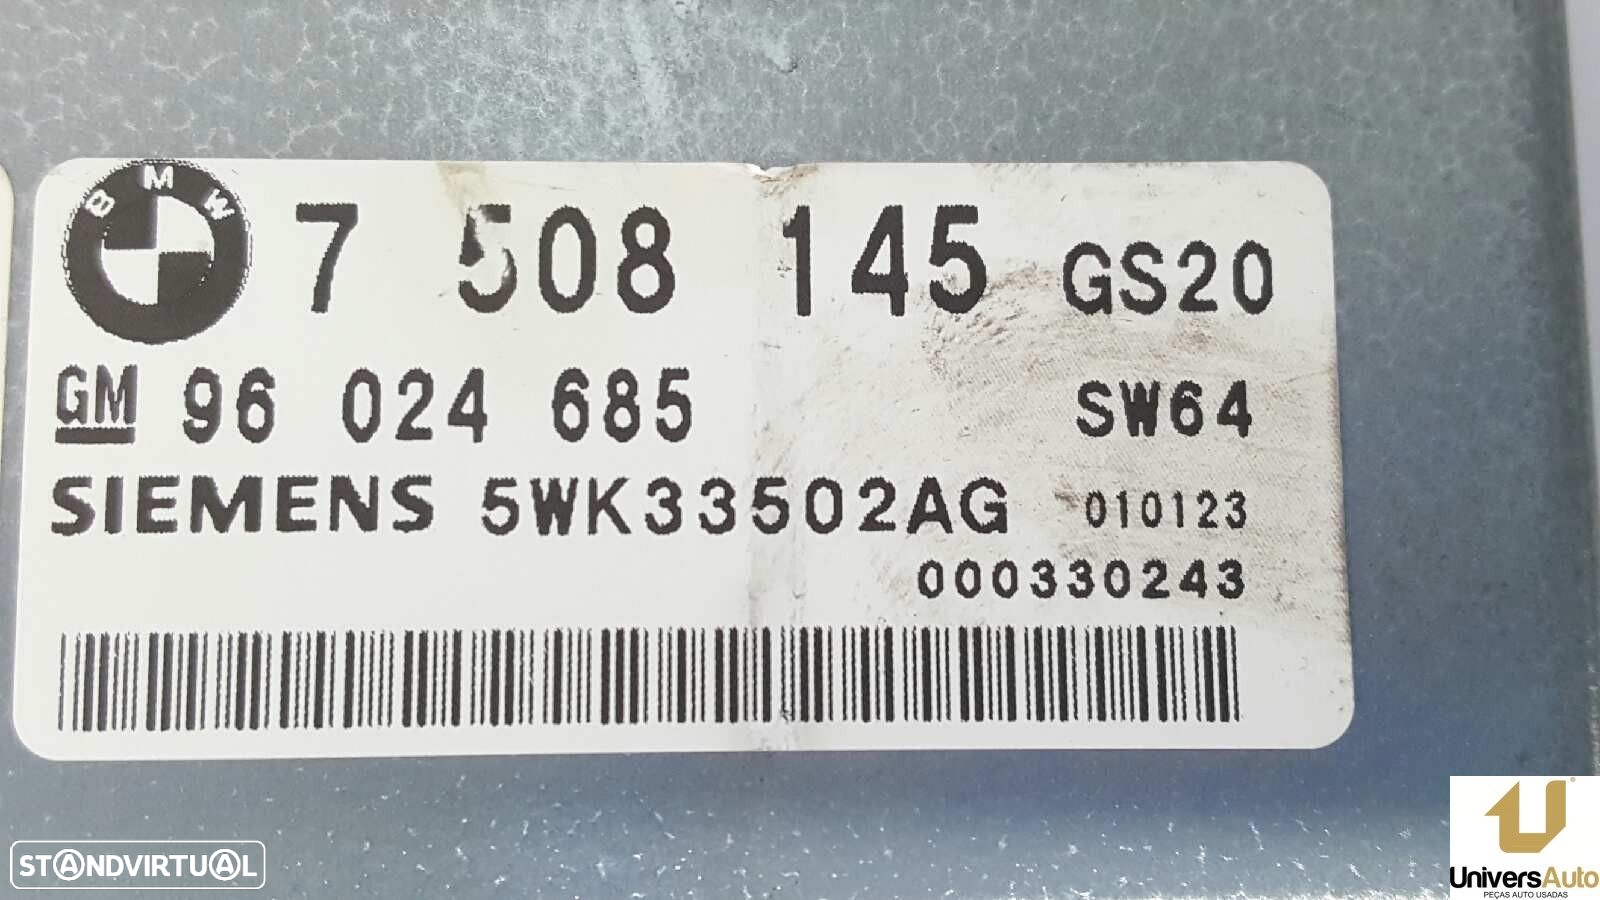 BMW 7 508 145 GS20
GM 96 024 685 SW64
SIEMENS 5WK33502AG 010123
000330243
STANDVIRTUAL
UniversAuto
PEÇAS AUTO USADAS